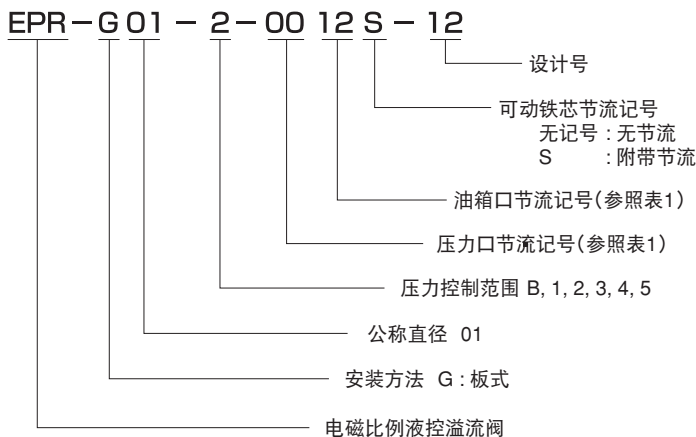 EPR-G01-2-0012S-12
设计号
可动铁芯节流记号
无记号：无节流
S ：附带节流
油箱口节流记号(参照表1)
压力口节流记号(参照表1)
压力控制范围 B, 1, 2, 3, 4, 5
公称直径 01
安装方法 G：板式
电磁比例液控溢流阀